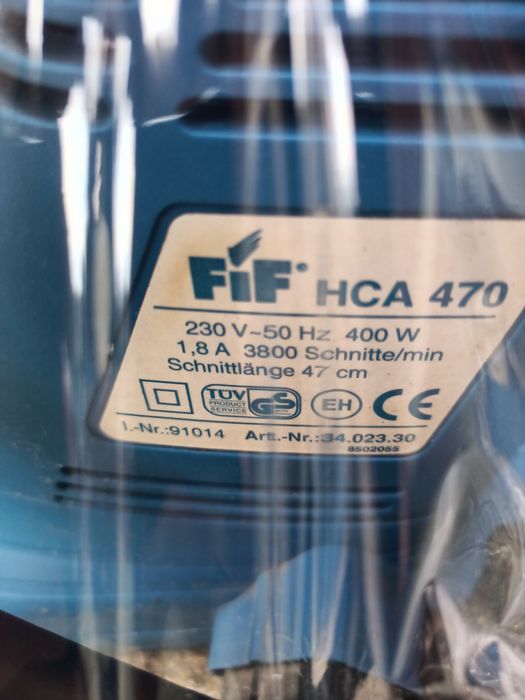 FiF® HCA 470
230 V~50 Hz 400 W
1,8 A 3800 Schnitte/min
Schnittlänge 47 cm
TÜV PRODUCT SERVICE GS EH CE
I.-Nr.:91014 Art.-Nr.:34.023.30
8502055